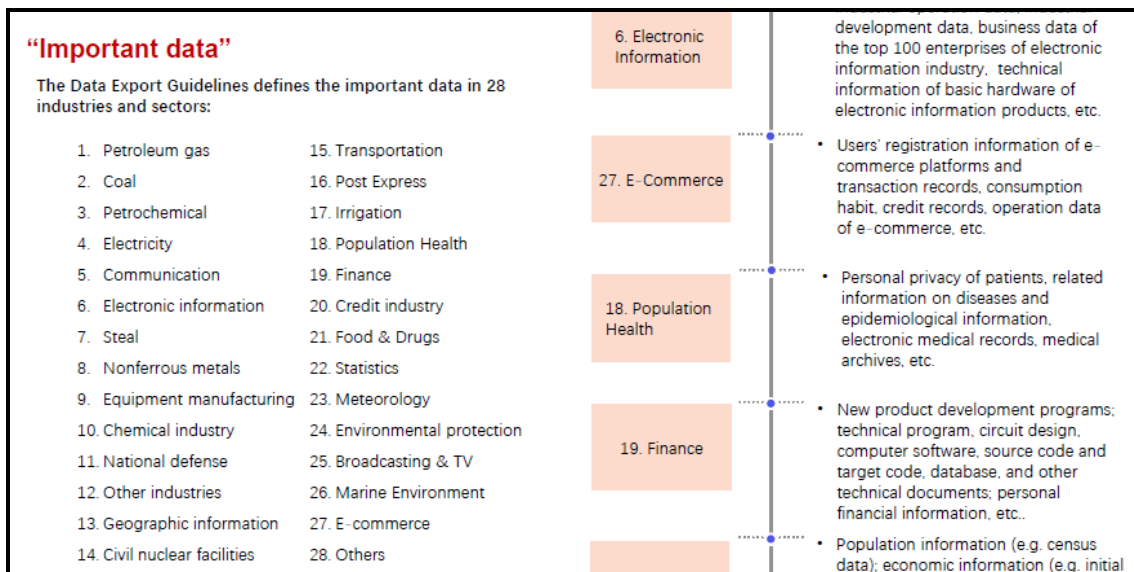 “Important data”
The Data Export Guidelines defines the important data in 28
industries and sectors:
1. Petroleum gas
2. Coal
3. Petrochemical
4. Electricity
5. Communication
6. Electronic information
7. Steal
8. Nonferrous metals
9. Equipment manufacturing
10. Chemical industry
11. National defense
12. Other industries
13. Geographic information
14. Civil nuclear facilities
15. Transportation
16. Post Express
17. Irrigation
18. Population Health
19. Finance
20. Credit industry
21. Food & Drugs
22. Statistics
23. Meteorology
24. Environmental protection
25. Broadcasting & TV
26. Marine Environment
27. E-commerce
28. Others
6. Electronic
Information
development data, business data of
the top 100 enterprises of electronic
information industry, technical
information of basic hardware of
electronic information products, etc.
27. E-Commerce
• Users’ registration information of e-
commerce platforms and
transaction records, consumption
habit, credit records, operation data
of e-commerce, etc.
18. Population
Health
• Personal privacy of patients, related
information on diseases and
epidemiological information,
electronic medical records, medical
archives, etc.
19. Finance
• New product development programs;
technical program, circuit design,
computer software, source code and
target code, database, and other
technical documents; personal
financial information, etc..
• Population information (e.g. census
data); economic information (e.g. initial